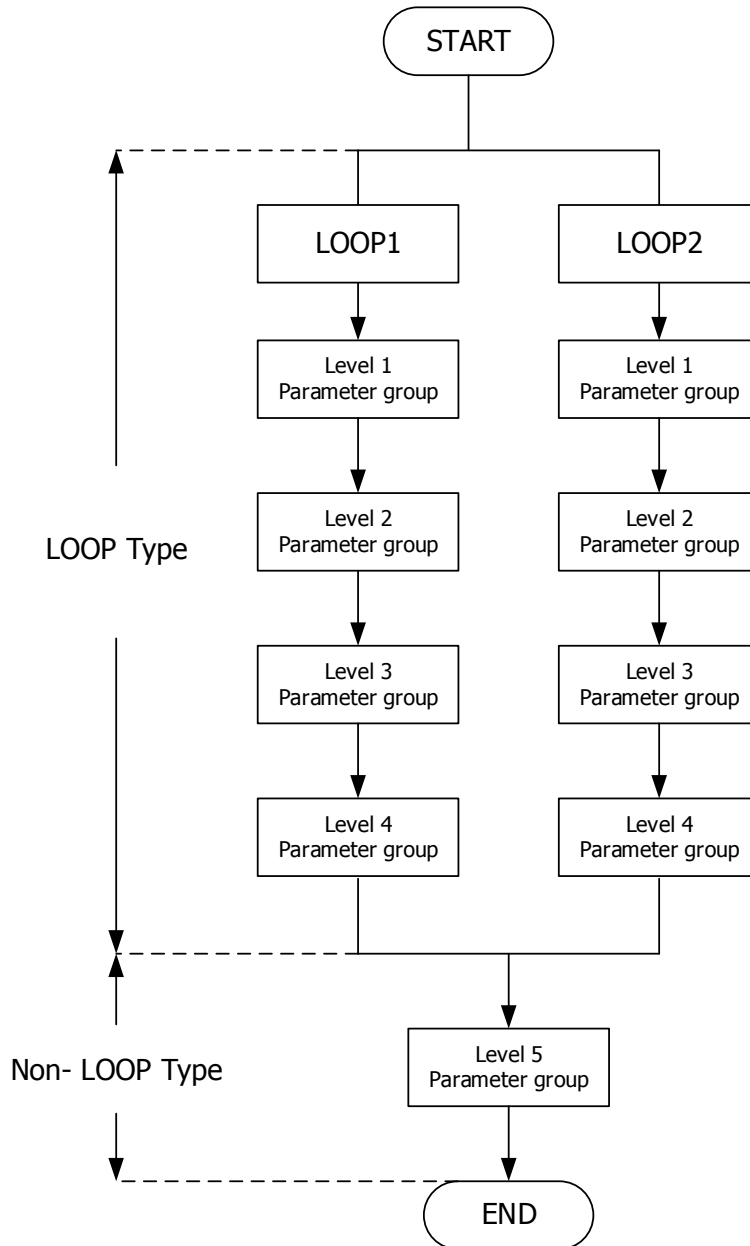 START
LOOP1
LOOP2
Level 1
Parameter group
Level 1
Parameter group
Level 2
Parameter group
Level 2
Parameter group
LOOP Type
Level 3
Parameter group
Level 3
Parameter group
Level 4
Parameter group
Level 4
Parameter group
Level 5
Parameter group
Non- LOOP Type
END